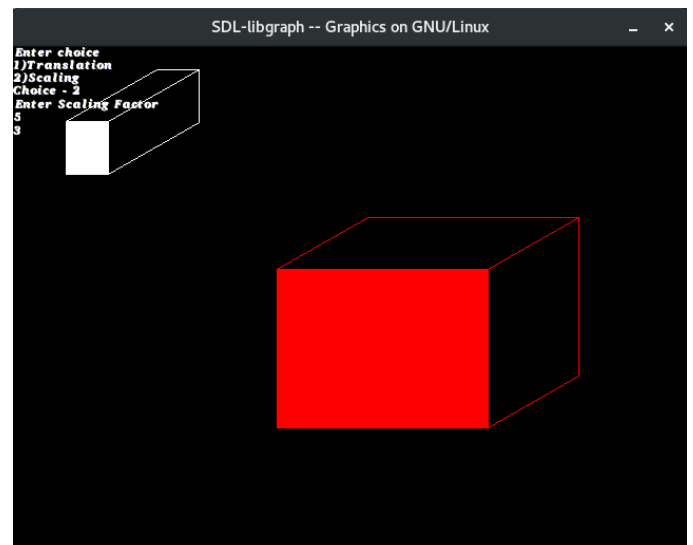 SDL-libgraph -- Graphics on GNU/Linux
Enter choice
1)Translation
2)Scaling
Choice - 2
Enter Scaling Factor
5
3